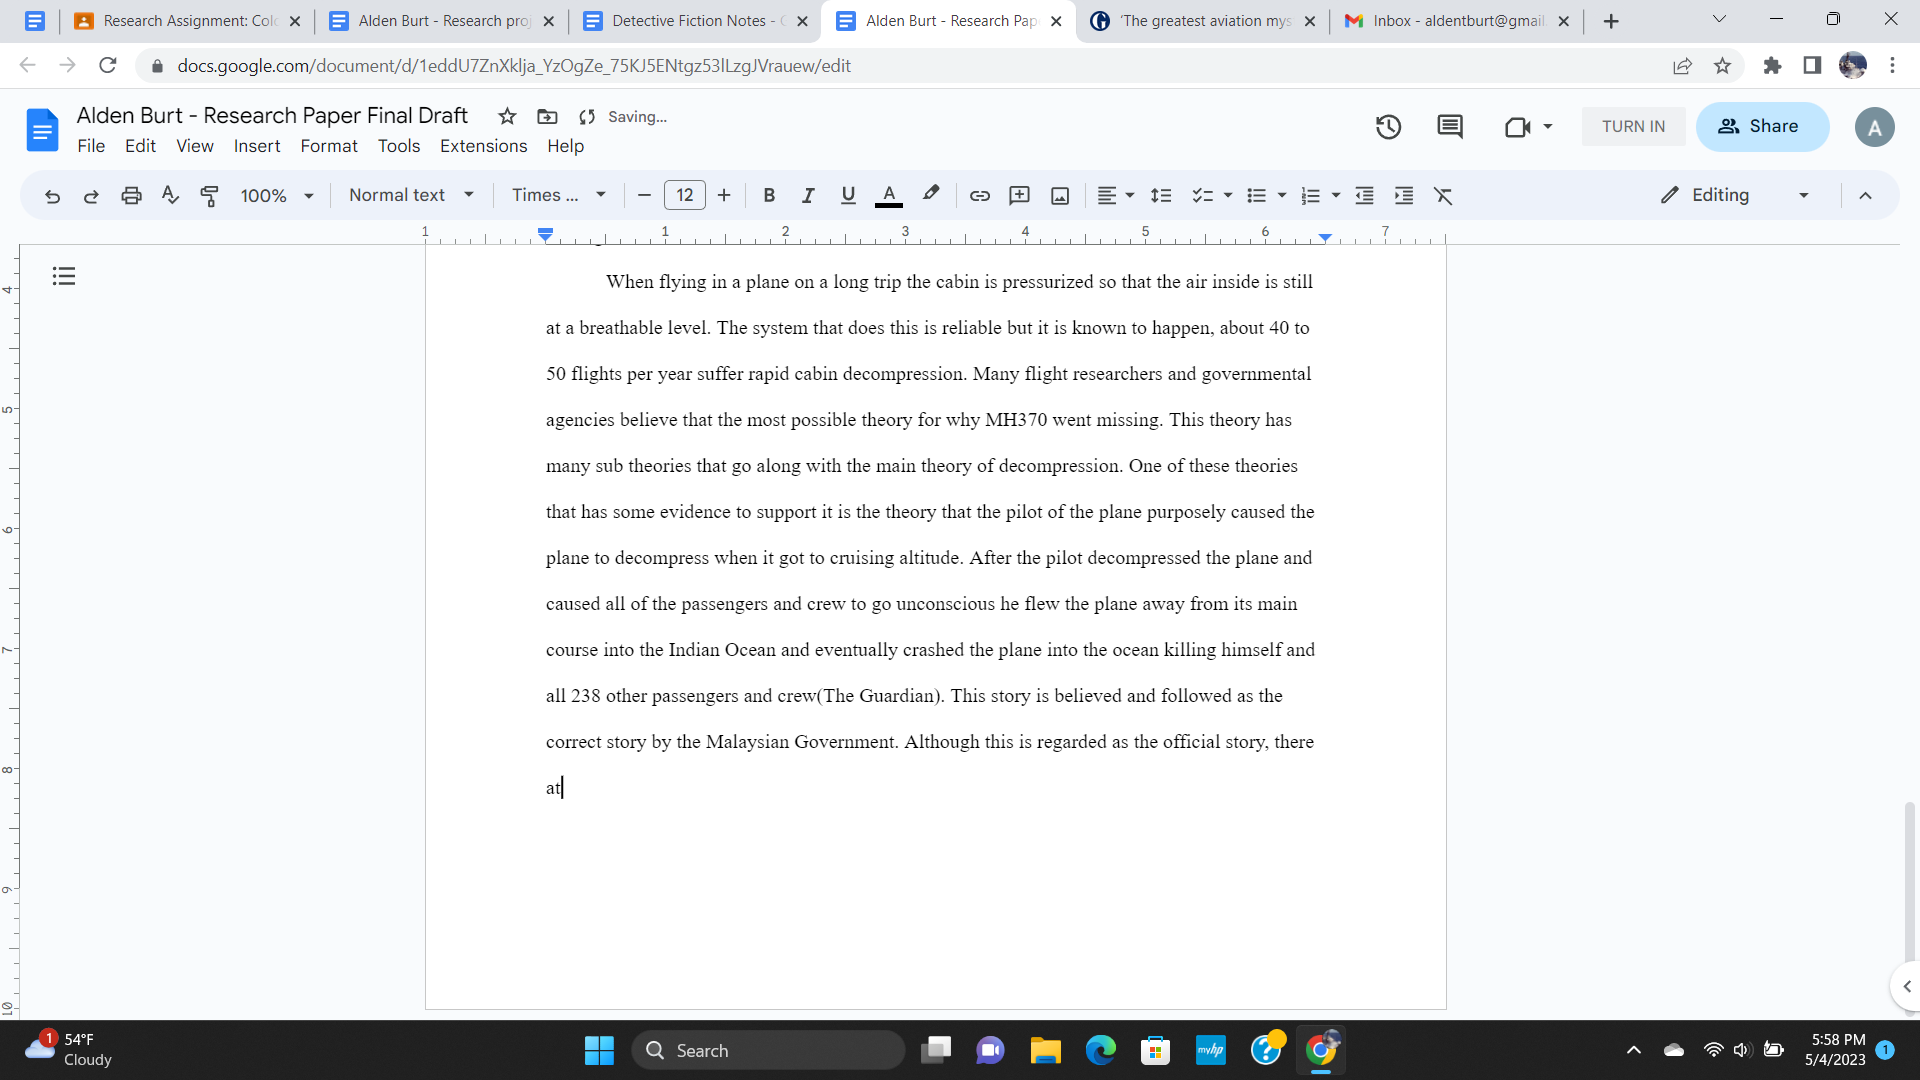 Research Assignment: Col
Alden Burt - Research proj
Detective Fiction Notes -
Alden Burt - Research Pap
'The greatest aviation mys
Inbox - aldentburt@gmail.
docs.google.com/document/d/1eddU7ZnXklja_YzOgZe_75KJ5ENtgz53lLzgJVrauew/edit
Alden Burt - Research Paper Final Draft
Saving...
TURN IN
Share
A
File Edit View Insert Format Tools Extensions Help
100% Normal text Times ... 12 B I U A Editing
1 1 2 3 4 5 6 7
4
5
6
7
8
9
10
When flying in a plane on a long trip the cabin is pressurized so that the air inside is still
at a breathable level. The system that does this is reliable but it is known to happen, about 40 to
50 flights per year suffer rapid cabin decompression. Many flight researchers and governmental
agencies believe that the most possible theory for why MH370 went missing. This theory has
many sub theories that go along with the main theory of decompression. One of these theories
that has some evidence to support it is the theory that the pilot of the plane purposely caused the
plane to decompress when it got to cruising altitude. After the pilot decompressed the plane and
caused all of the passengers and crew to go unconscious he flew the plane away from its main
course into the Indian Ocean and eventually crashed the plane into the ocean killing himself and
all 238 other passengers and crew(The Guardian). This story is believed and followed as the
correct story by the Malaysian Government. Although this is regarded as the official story, there
at
1
54°F
Cloudy
Search
myhp
5:58 PM
5/4/2023
1